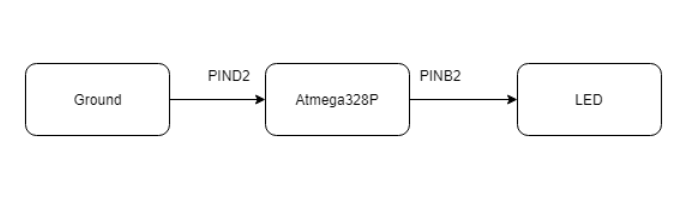 PIND2
PINB2
Ground
Atmega328P
LED